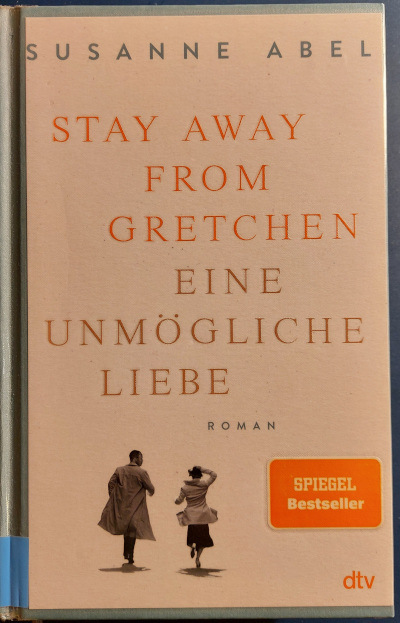 SUSANNE ABEL
STAY AWAY
FROM
GRETCHEN
EINE
UNMÖGLICHE
LIEBE
ROMAN
SPIEGEL
Bestseller
dtv